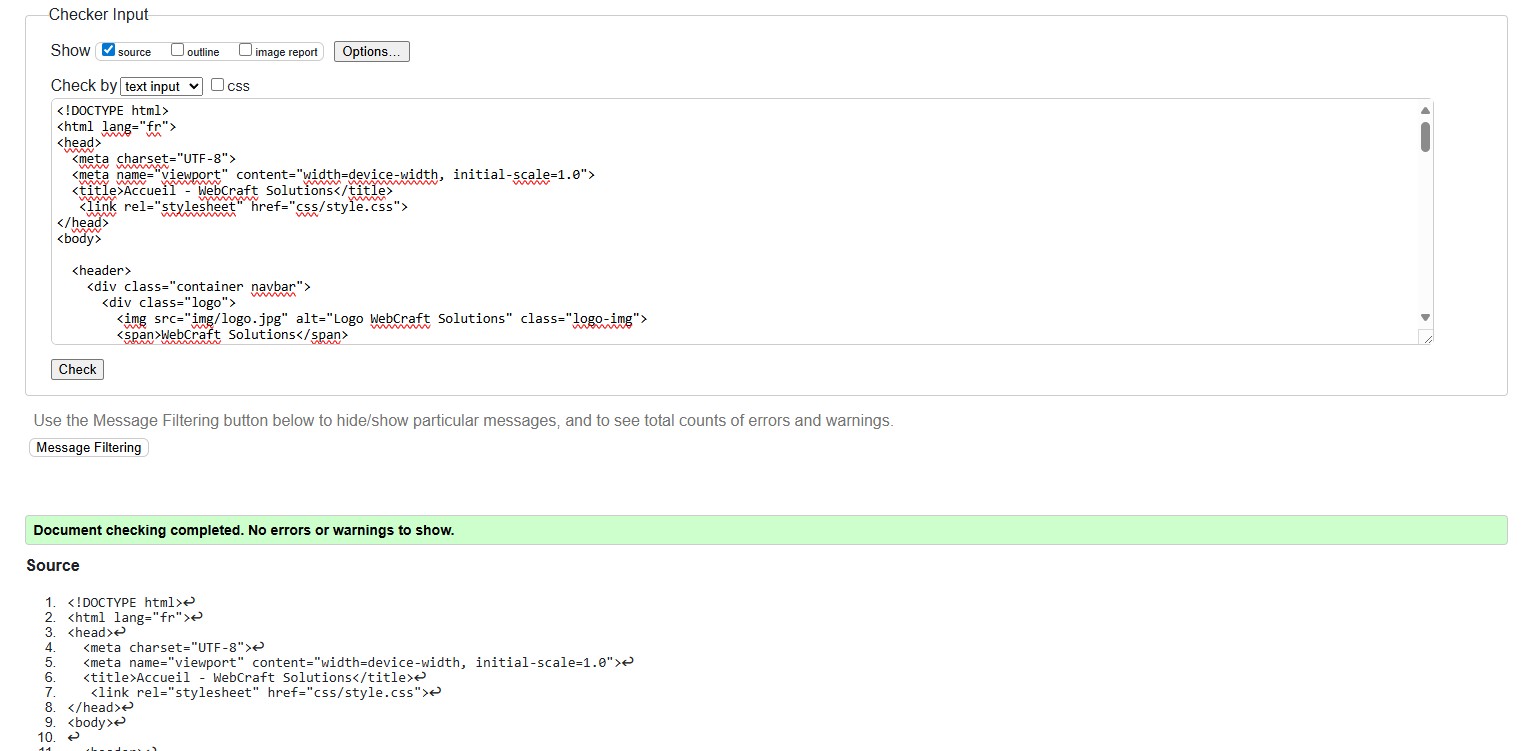 Checker Input
Show source outline image report Options...
Check by text input css
<!DOCTYPE html>
<html lang="fr">
<head>
  <meta charset="UTF-8">
  <meta name="viewport" content="width=device-width, initial-scale=1.0">
  <title>Accueil - WebCraft Solutions</title>
   <link rel="stylesheet" href="css/style.css">
</head>
<body>
  <header>
    <div class="container navbar">
      <div class="logo">
        <img src="img/logo.jpg" alt="Logo WebCraft Solutions" class="logo-img">
        <span>WebCraft Solutions</span>
Check
Use the Message Filtering button below to hide/show particular messages, and to see total counts of errors and warnings.
Message Filtering
Document checking completed. No errors or warnings to show.
Source
1. <!DOCTYPE html>↩
2. <html lang="fr">↩
3. <head>↩
4.   <meta charset="UTF-8">↩
5.   <meta name="viewport" content="width=device-width, initial-scale=1.0">↩
6.   <title>Accueil - WebCraft Solutions</title>↩
7.    <link rel="stylesheet" href="css/style.css">↩
8. </head>↩
9. <body>↩
10. ↩
11.   <header>↩